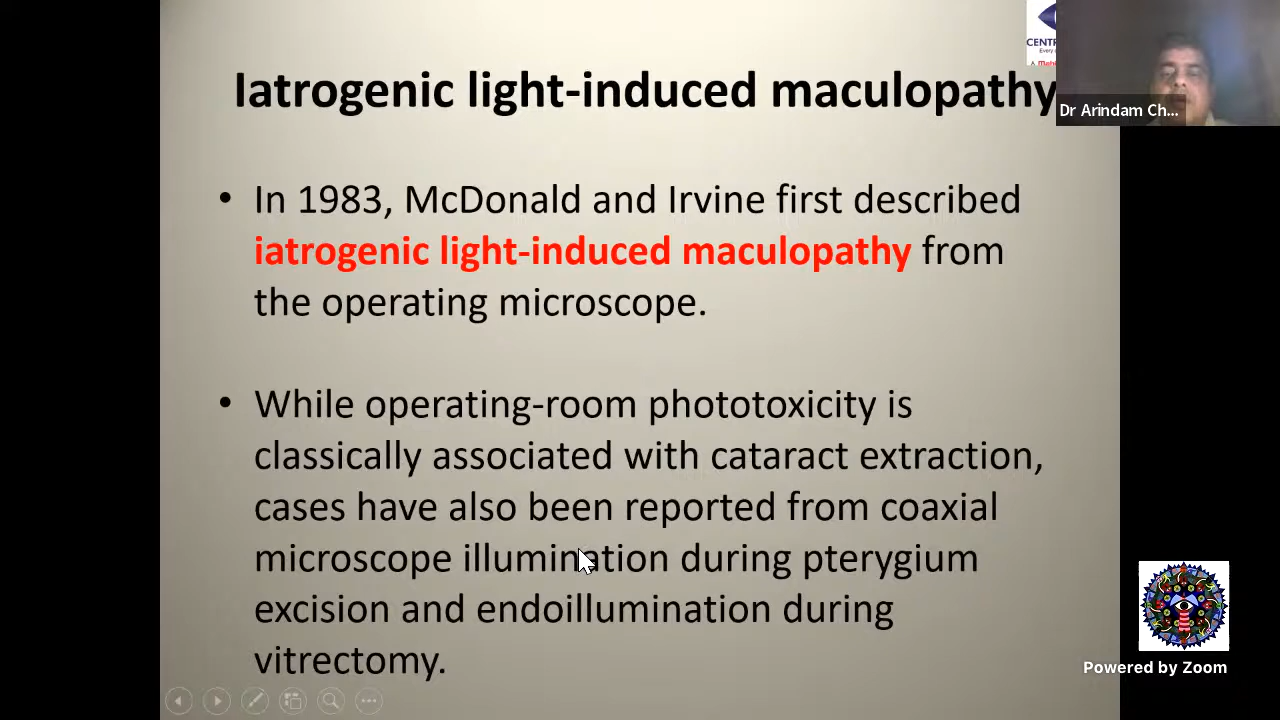 Iatrogenic light-induced maculopathy
CENTR
Dr Arindam Ch...
• In 1983, McDonald and Irvine first described
iatrogenic light-induced maculopathy from
the operating microscope.
• While operating-room phototoxicity is
classically associated with cataract extraction,
cases have also been reported from coaxial
microscope illumination during pterygium
excision and endoillumination during
vitrectomy.
Powered by Zoom